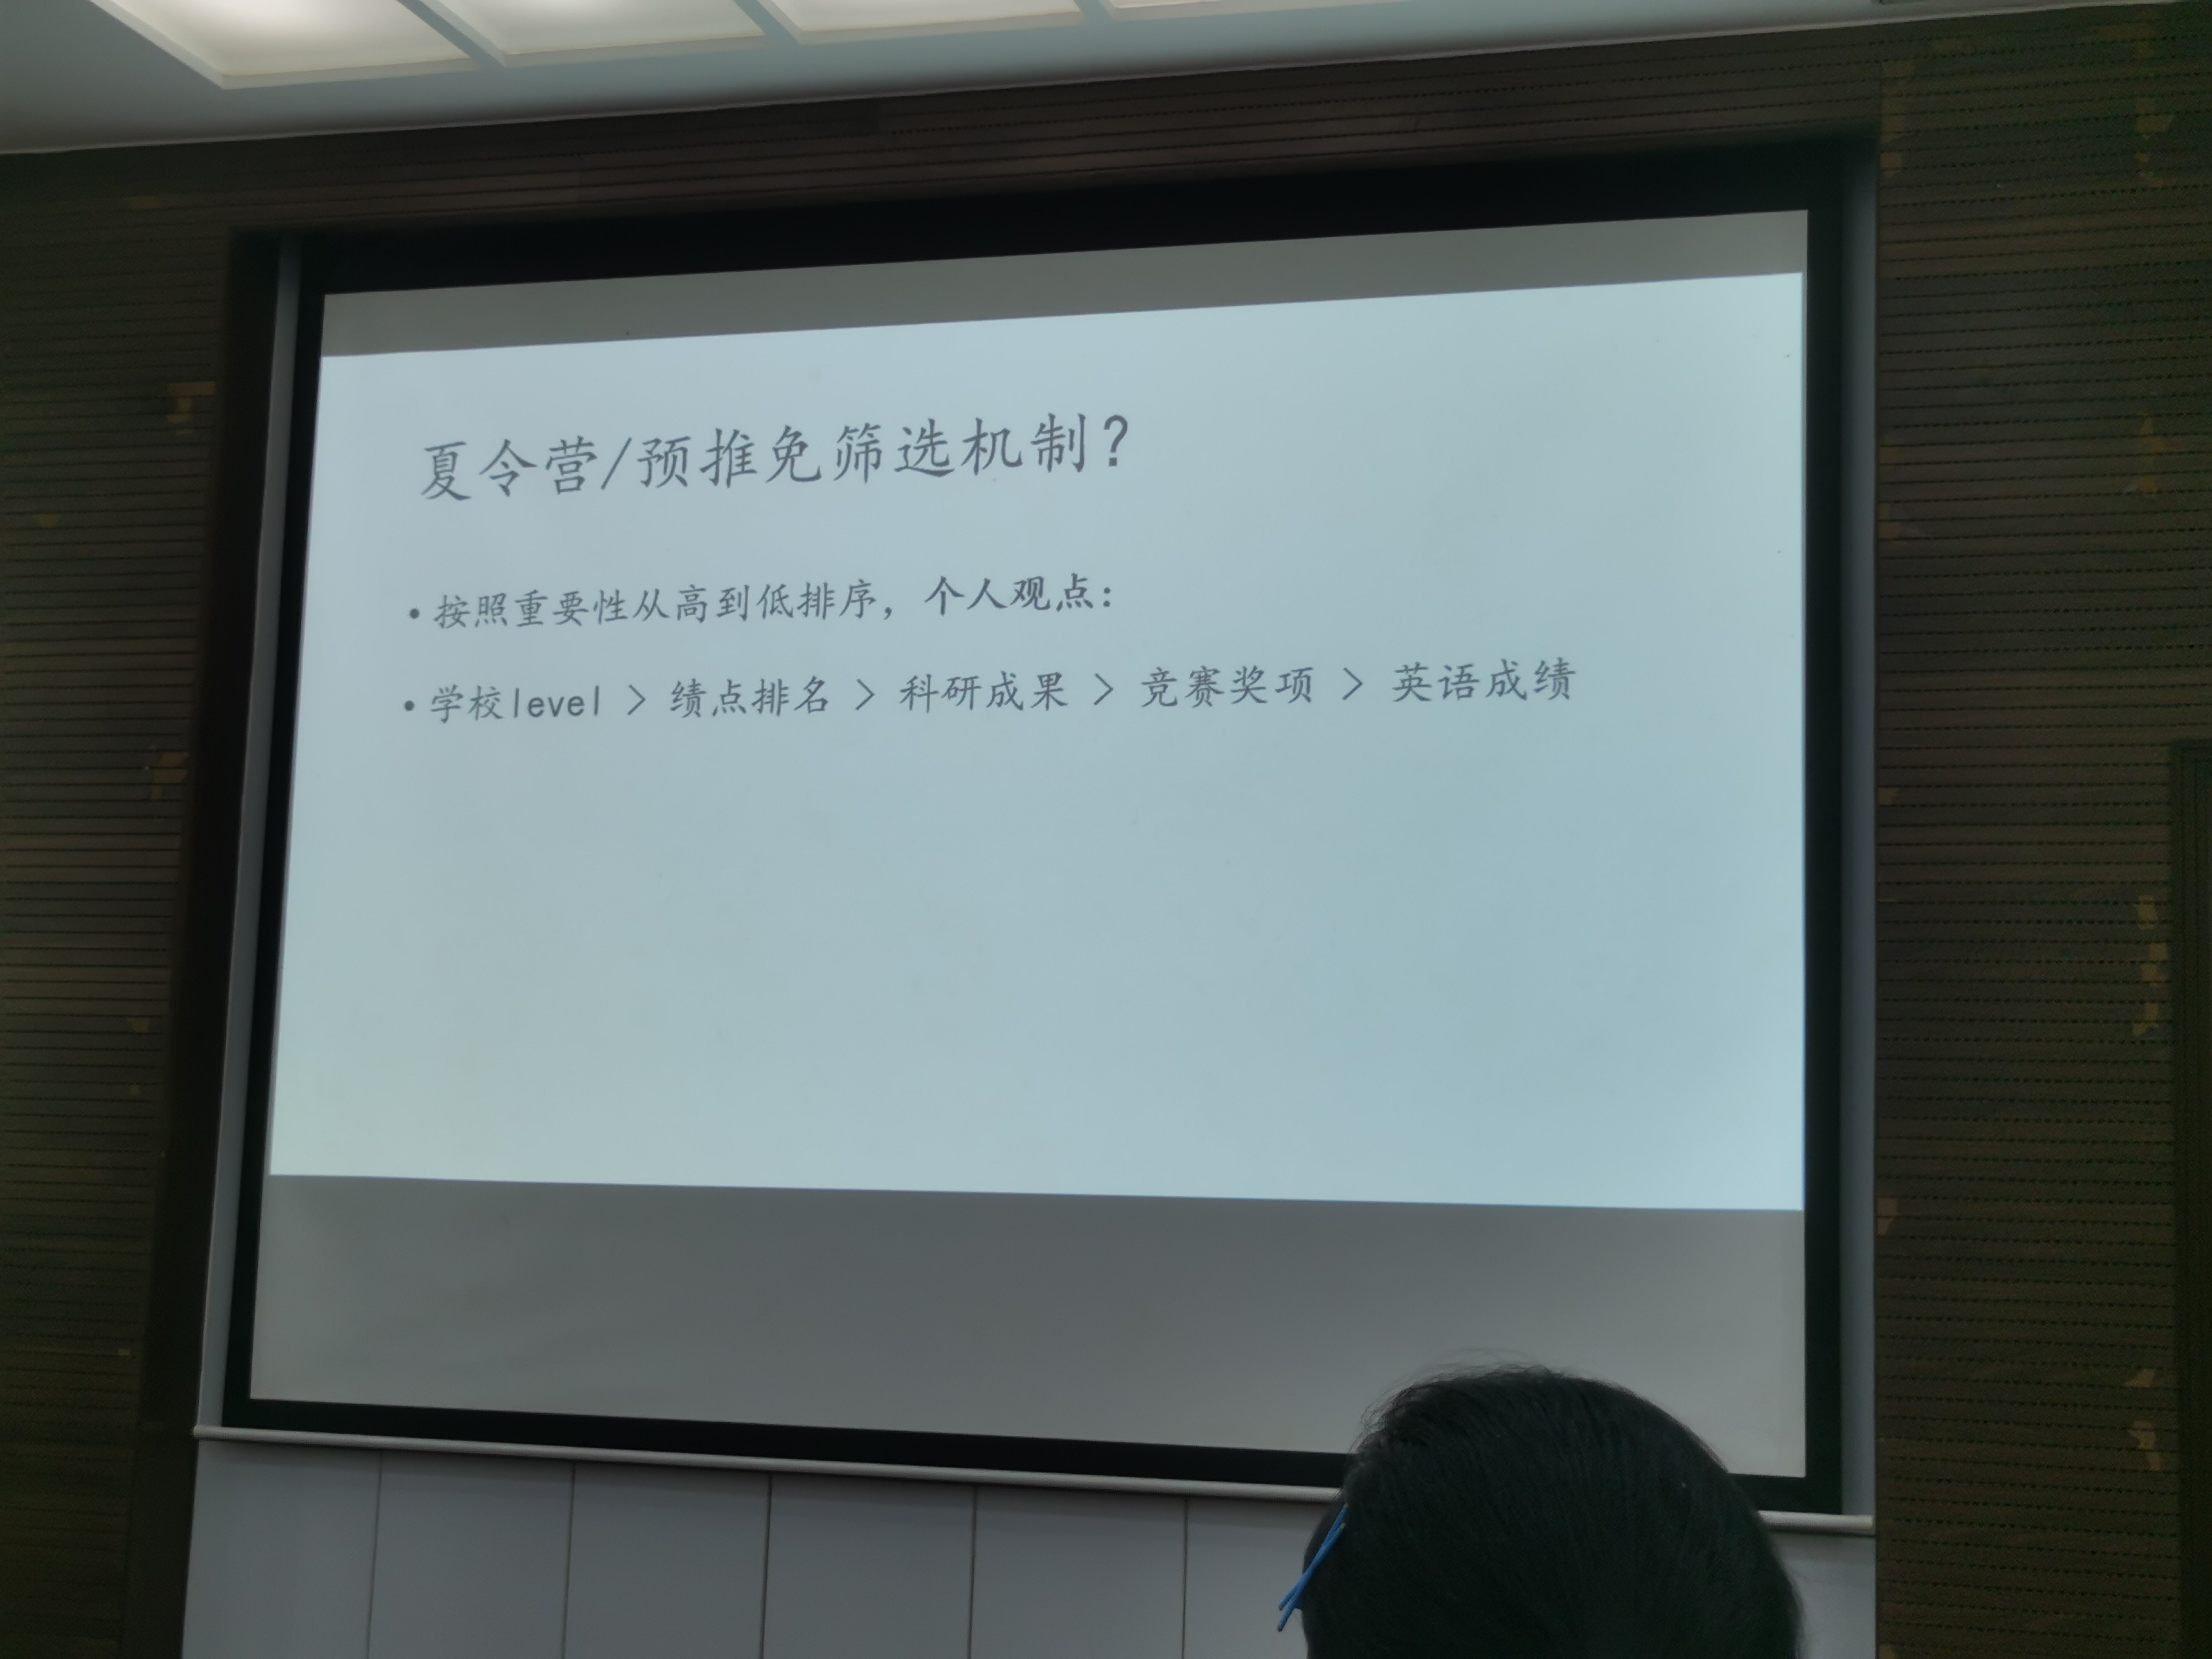 夏令营/预推免筛选机制？
• 按照重要性从高到低排序，个人观点：
• 学校level > 绩点排名 > 科研成果 > 竞赛奖项 > 英语成绩